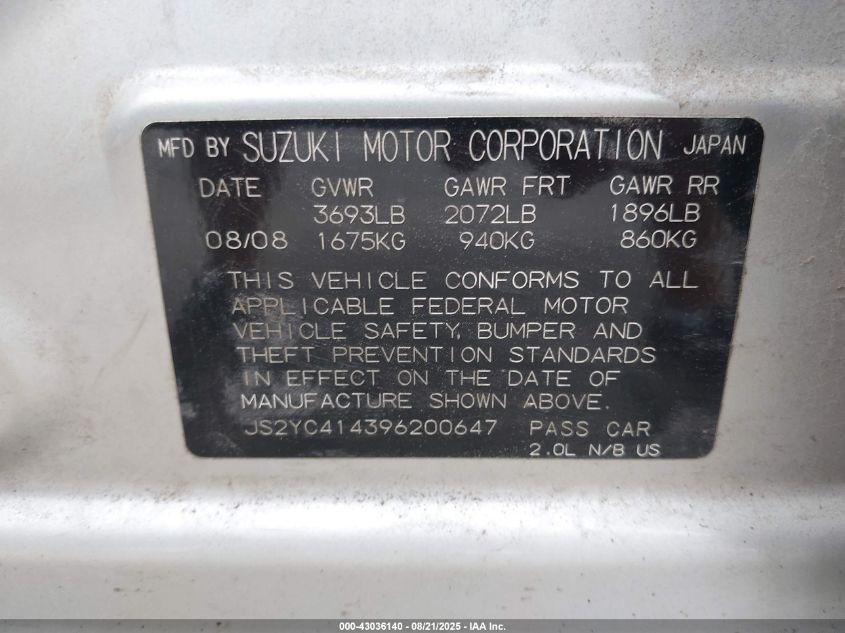 MFD BY SUZUKI MOTOR CORPORATION JAPAN
DATE GVWR GAWR FRT GAWR RR
3693LB 2072LB 1896LB
08/08 1675KG 940KG 860KG
THIS VEHICLE CONFORMS TO ALL
APPLICABLE FEDERAL MOTOR
VEHICLE SAFETY, BUMPER AND
THEFT PREVENTION STANDARDS
IN EFFECT ON THE DATE OF
MANUFACTURE SHOWN ABOVE.
JS2YC414396200647 PASS CAR
2.0L N/B US
000-43036140 - 08/21/2025 - IAA Inc.